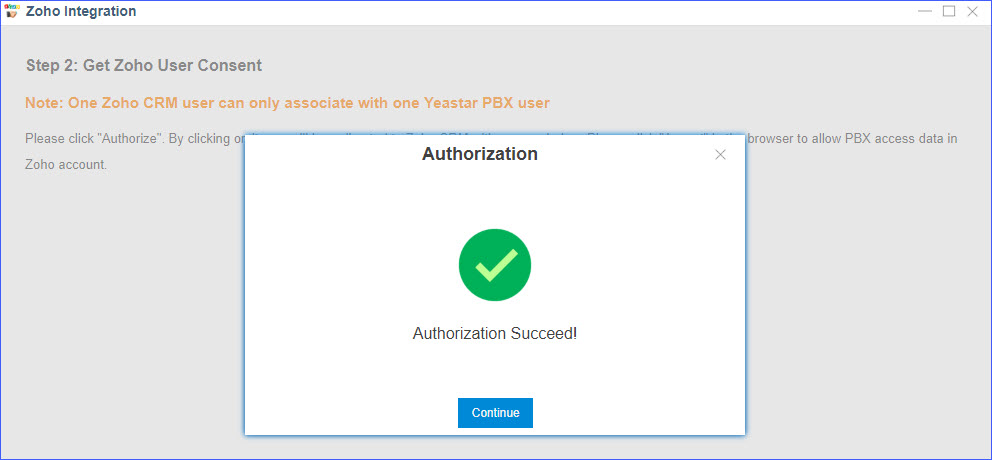 Zoho Integration
Step 2: Get Zoho User Consent
Note: One Zoho CRM user can only associate with one Yeastar PBX user
Please click "Authorize". By clicking browser to allow PBX access data in
Zoho account.
Authorization
Authorization Succeed!
Continue